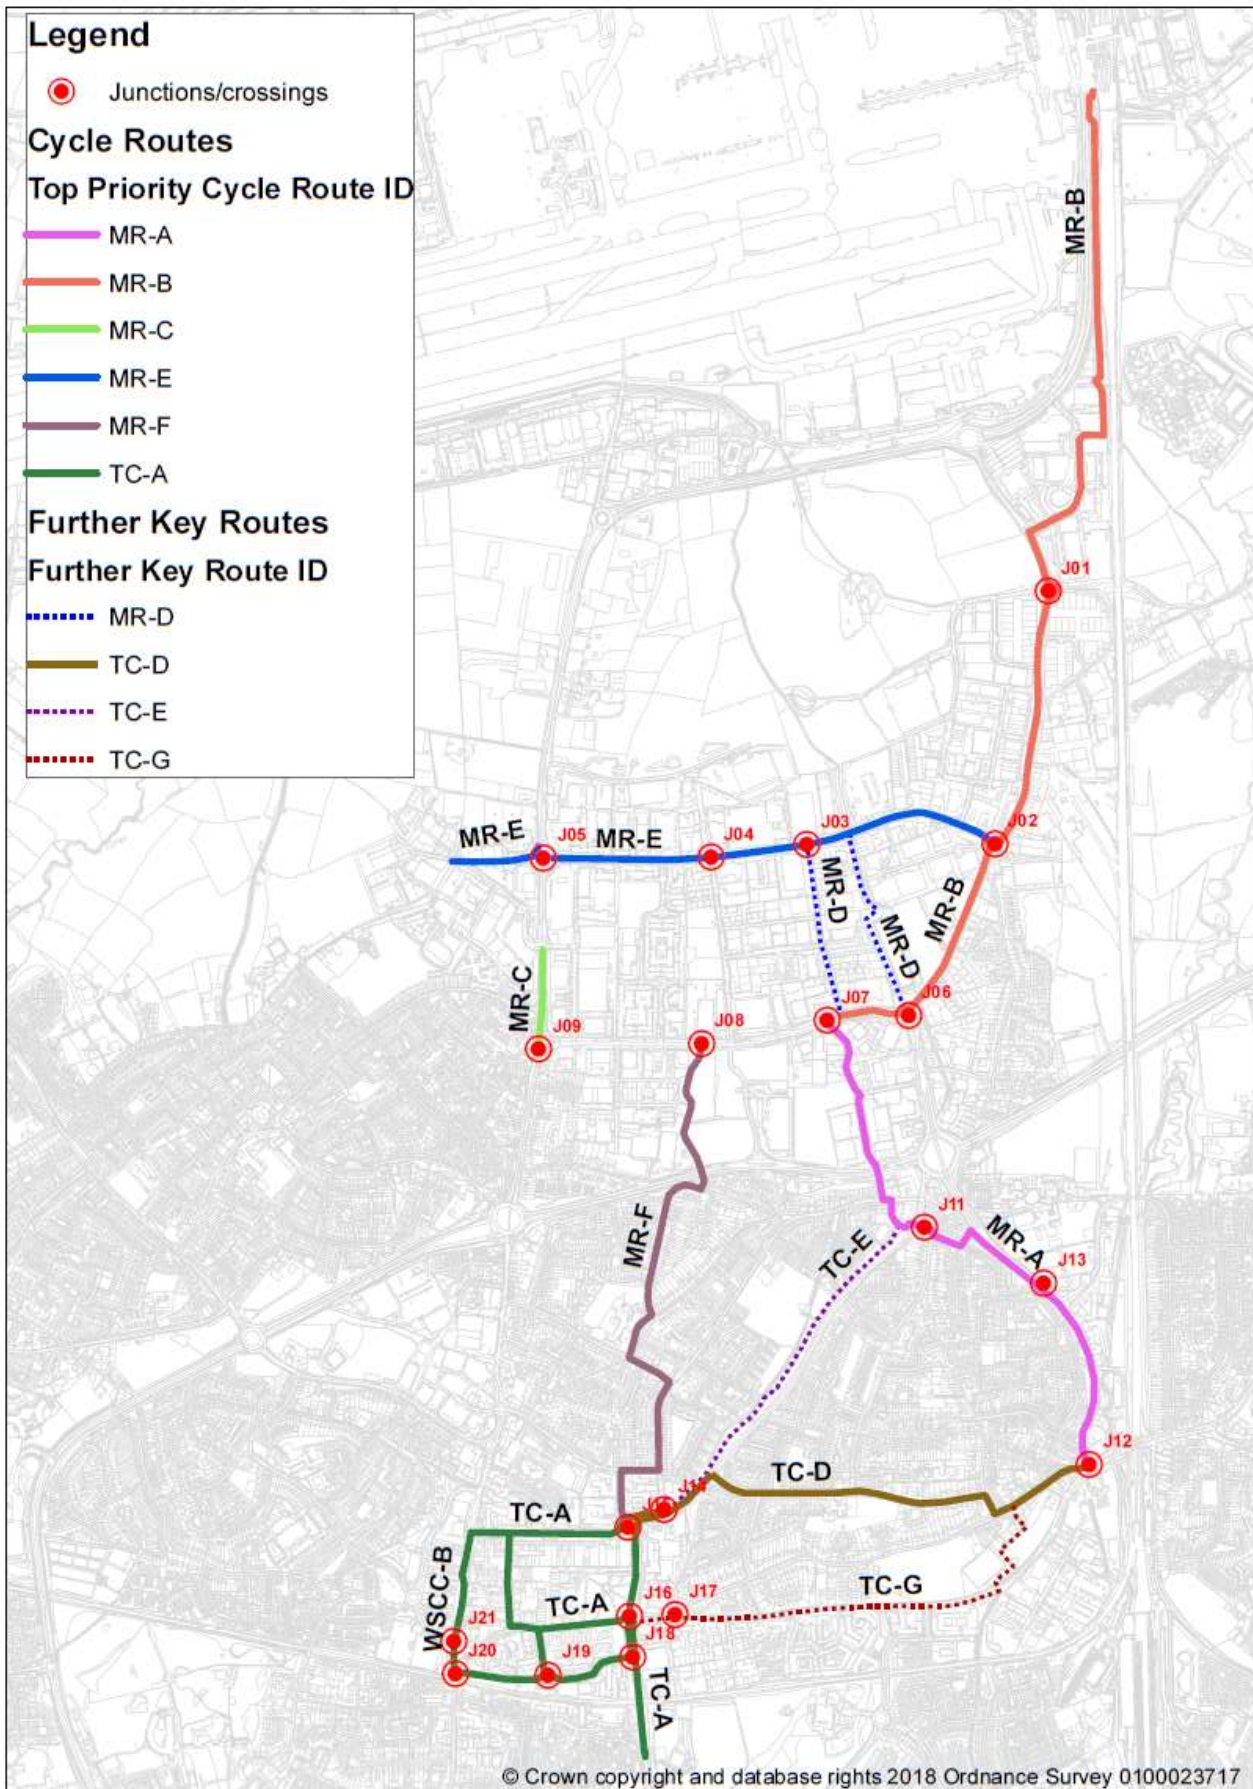 Legend
Junctions/crossings
Cycle Routes
Top Priority Cycle Route ID
MR-A
MR-B
MR-C
MR-E
MR-F
TC-A
Further Key Routes
Further Key Route ID
MR-D
TC-D
TC-E
TC-G
MR-B
J01
MR-E
J05
MR-E
J04
J03
J02
MR-D
MR-D
MR-B
MR-C
J09
J08
J07
J06
MR-F
TC-E
J11
MR-A
J13
J12
TC-D
J14
TC-A
WSCC-B
TC-A
J16
J17
TC-G
J21
J20
J19
J18
TC-A
© Crown copyright and database rights 2018 Ordnance Survey 0100023717